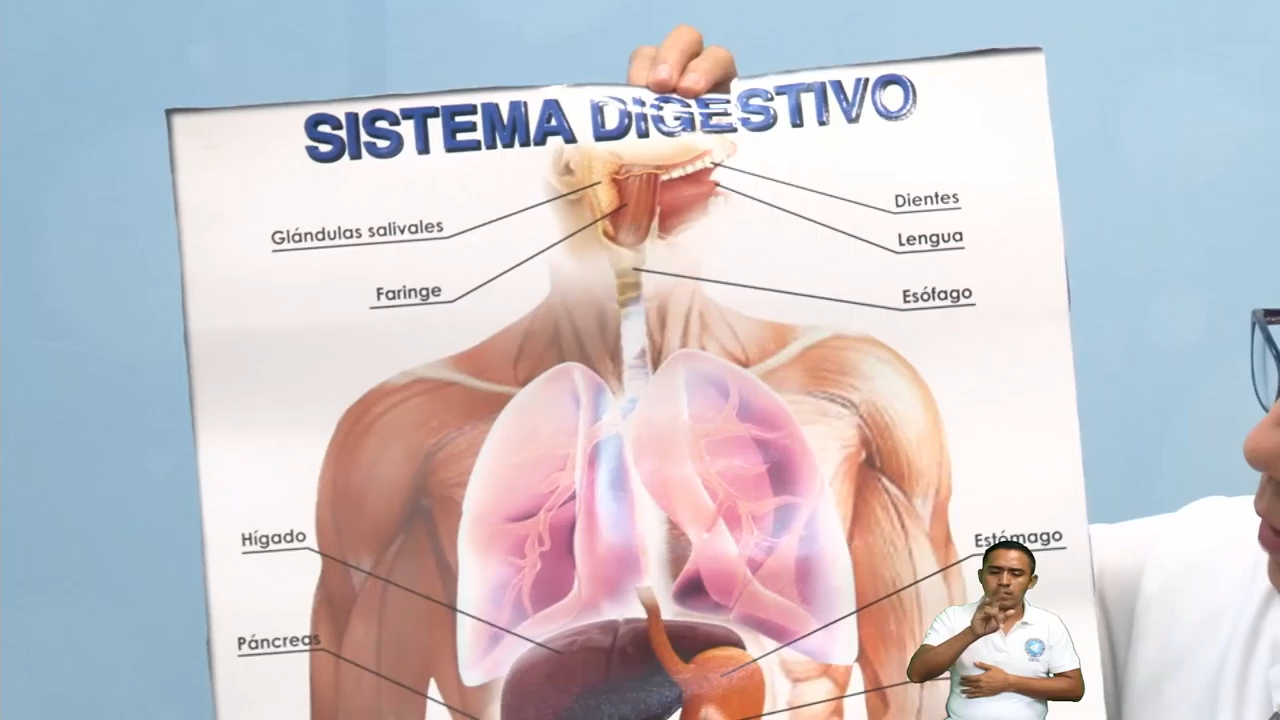 SISTEMA DIGESTIVO
Dientes
Glándulas salivales
Lengua
Faringe
Esófago
Hígado
Estómago
Páncreas